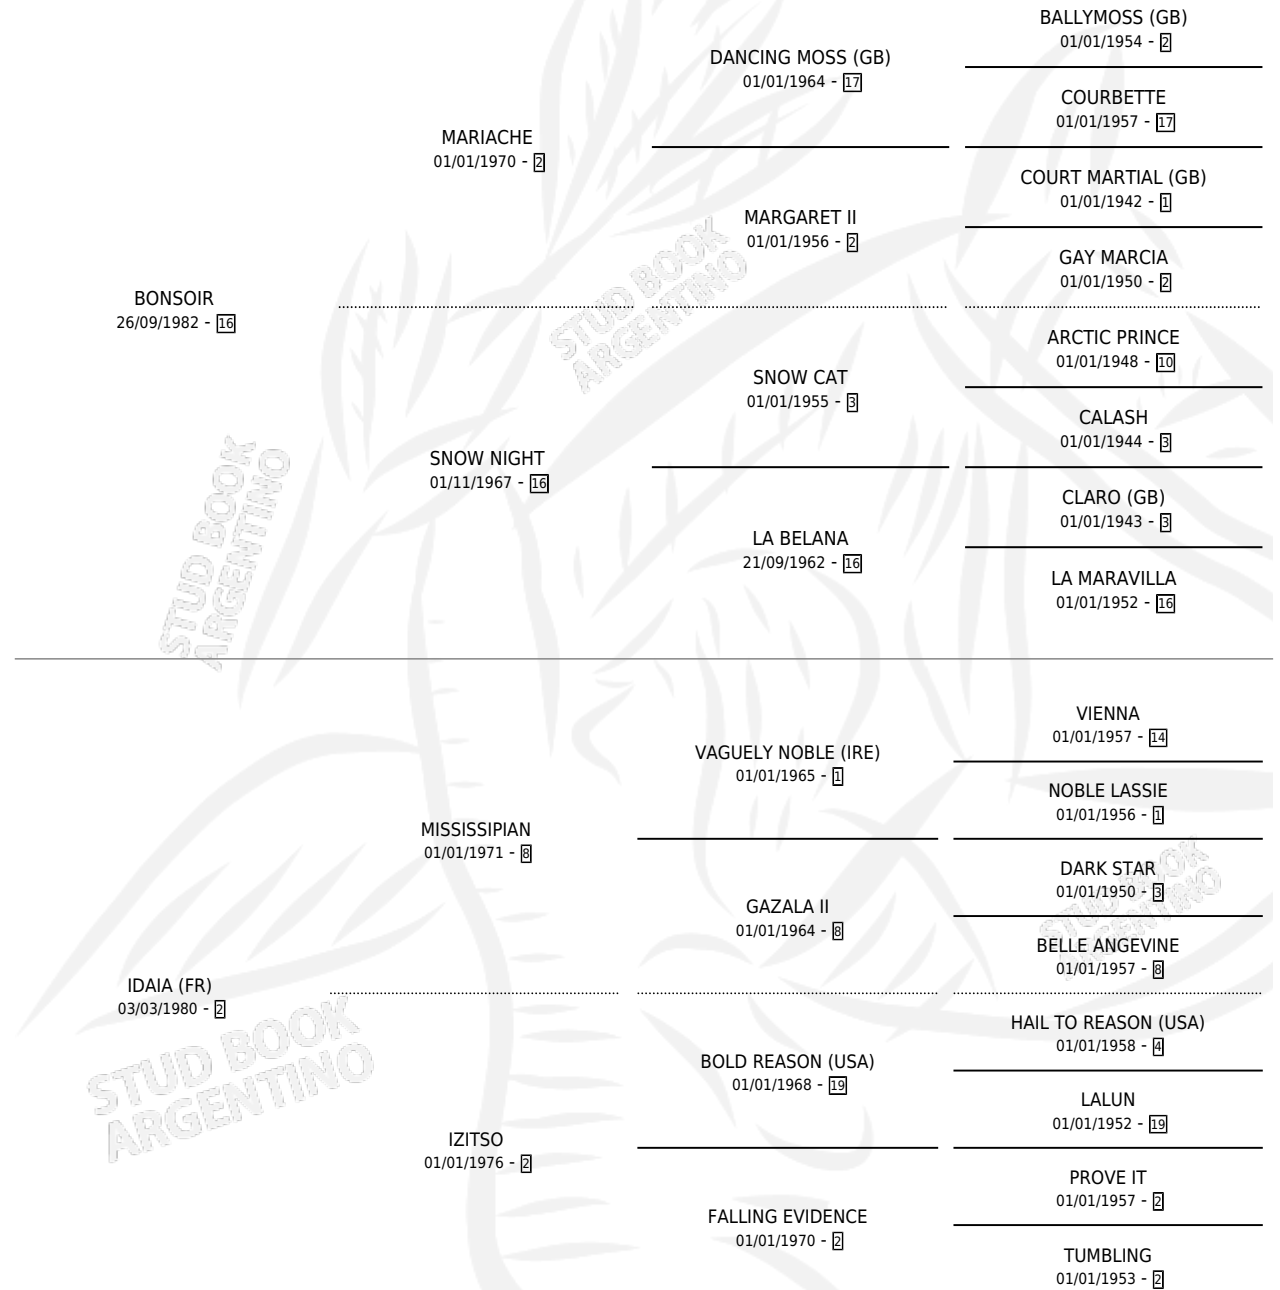 BALLYMOSS (GB)
01/01/1954 - 2
DANCING MOSS (GB)
01/01/1964 - 17
COURBETTE
01/01/1957 - 17
MARIACHE
01/01/1970 - 2
COURT MARTIAL (GB)
01/01/1942 - 1
MARGARET II
01/01/1956 - 2
GAY MARCIA
01/01/1950 - 2
BONSOIR
26/09/1982 - 16
ARCTIC PRINCE
01/01/1948 - 10
SNOW CAT
01/01/1955 - 3
CALASH
01/01/1944 - 3
SNOW NIGHT
01/11/1967 - 16
CLARO (GB)
01/01/1943 - 3
LA BELANA
21/09/1962 - 16
LA MARAVILLA
01/01/1952 - 16
VIENNA
01/01/1957 - 14
VAGUELY NOBLE (IRE)
01/01/1965 - 1
NOBLE LASSIE
01/01/1956 - 1
MISSISSIPIAN
01/01/1971 - 8
DARK STAR
01/01/1950 - 3
GAZALA II
01/01/1964 - 8
BELLE ANGEVINE
01/01/1957 - 8
IDAIA (FR)
03/03/1980 - 2
HAIL TO REASON (USA)
01/01/1958 - 4
BOLD REASON (USA)
01/01/1968 - 19
LALUN
01/01/1952 - 19
IZITSO
01/01/1976 - 2
PROVE IT
01/01/1957 - 2
FALLING EVIDENCE
01/01/1970 - 2
TUMBLING
01/01/1953 - 2
STUD BOOK
ARGENTINO
STUD BOOK
ARGENTINO
STUD BOOK
ARGENTINO
STUD BOOK
ARGENTINO